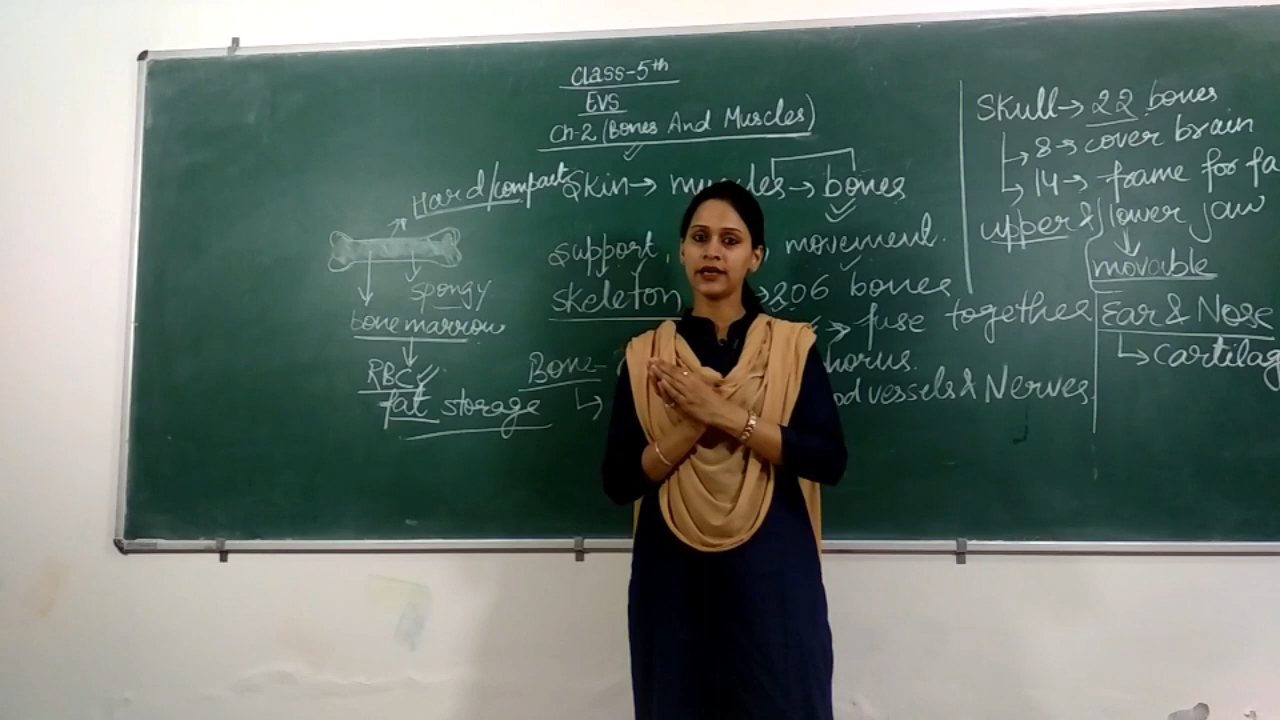 Class-5th
EVS
Ch-2 (Bones And Muscles)
Hard/compact
spongy
bone marrow
RBC
fat storage
Skin → muscles → bones
support, movement.
Skeleton → 206 bones
→ fuse together
Bone-
horus.
od vessels & Nerves.
Skull → 22 bones
→ 8 → cover brain
→ 14 → frame for fa
upper & lower jaw
movable
Ear & Nose
→ cartilag